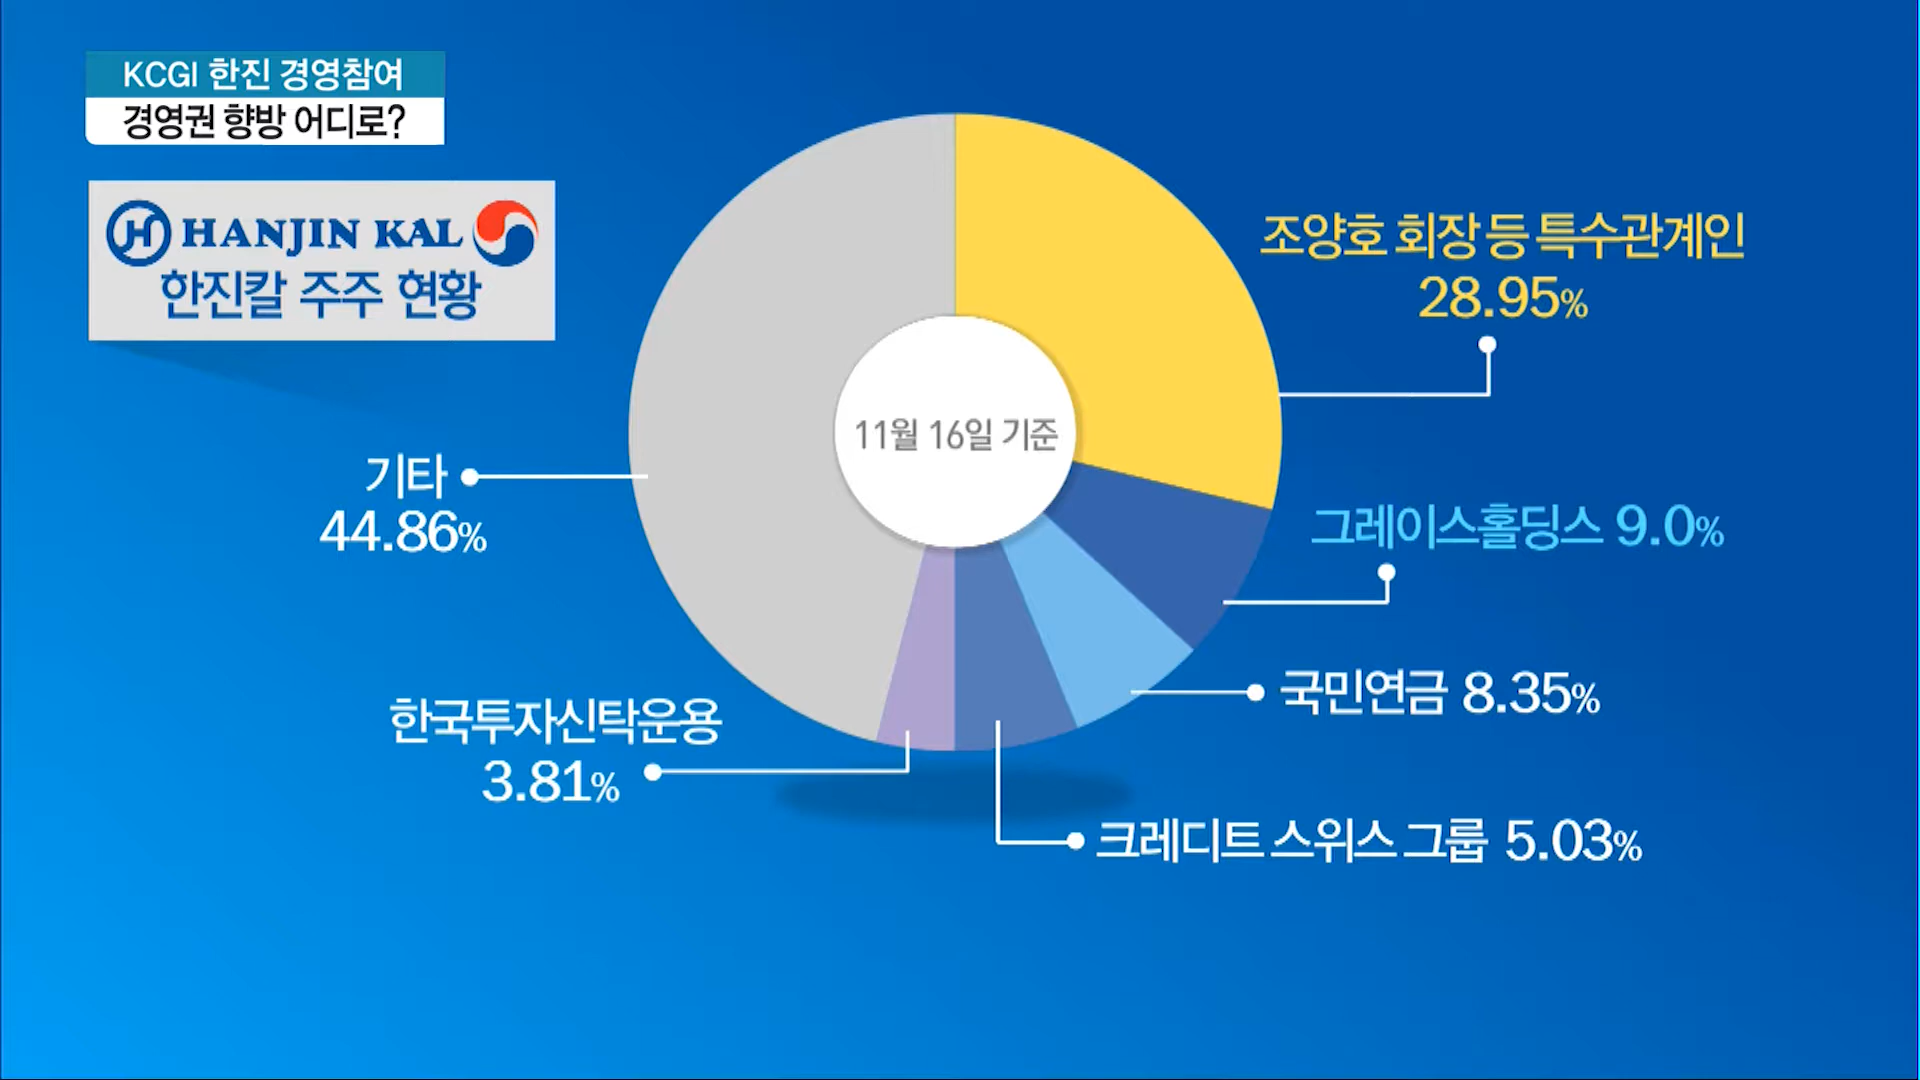 KCGI 한진 경영참여
경영권 향방 어디로?
HANJIN KAL
한진칼 주주 현황
조양호 회장 등 특수관계인
28.95%
11월 16일 기준
기타
44.86%
그레이스홀딩스 9.0%
국민연금 8.35%
한국투자신탁운용
3.81%
크레디트 스위스 그룹 5.03%